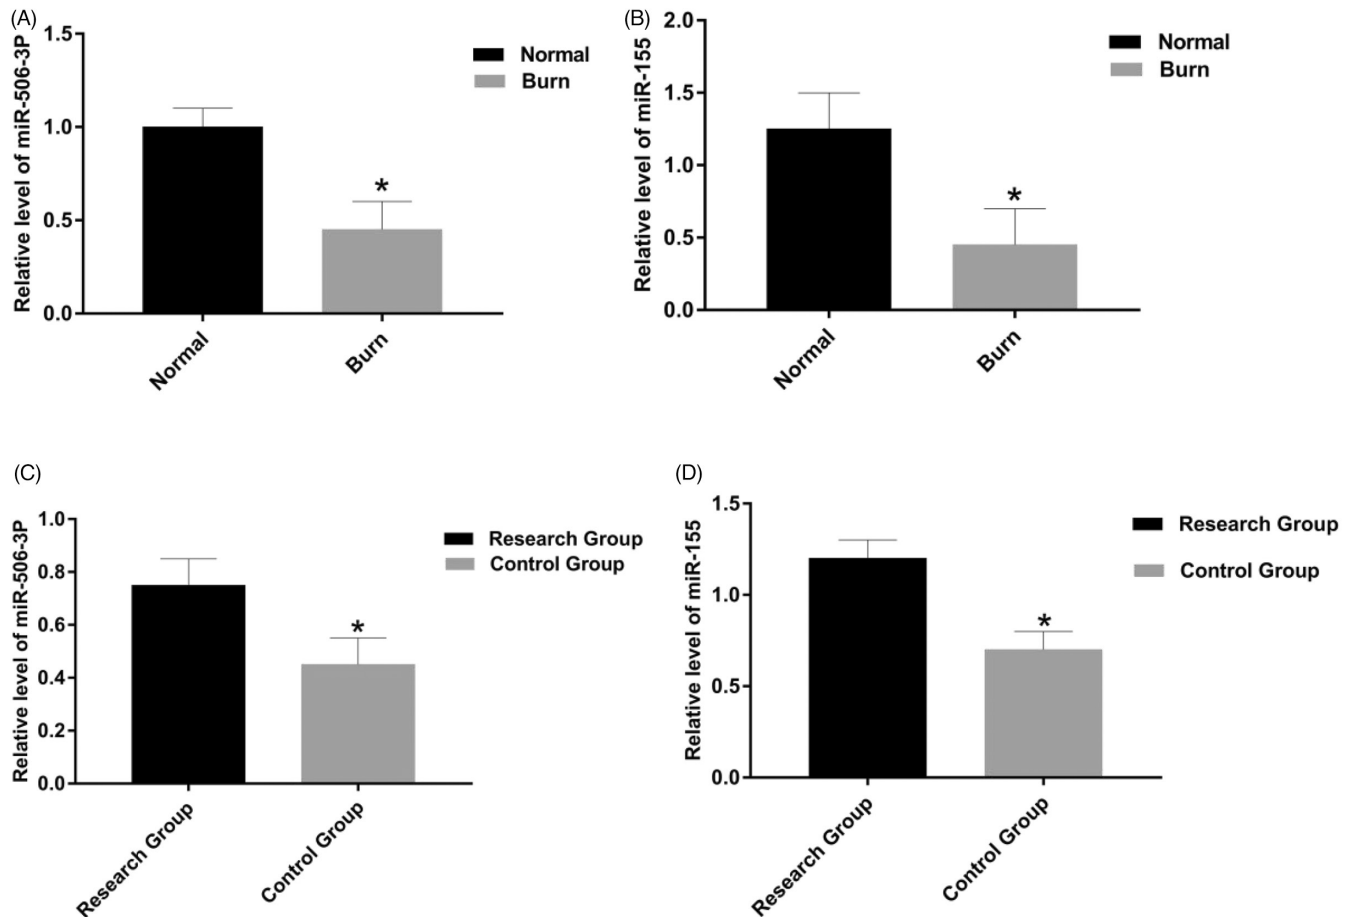 (A)
Relative level of miR-506-3P
1.5
1.0
0.5
0.0
Normal
Burn
Normal
Burn
(B)
Relative level of miR-155
2.0
1.5
1.0
0.5
0.0
*
Normal
Burn
Normal
Burn
*
(C)
Relative level of miR-506-3P
1.0
0.8
0.6
0.4
0.2
0.0
*
Research Group
Control Group
Research Group
Control Group
(D)
Relative level of miR-155
1.5
1.0
0.5
0.0
*
Research Group
Control Group
Research Group
Control Group